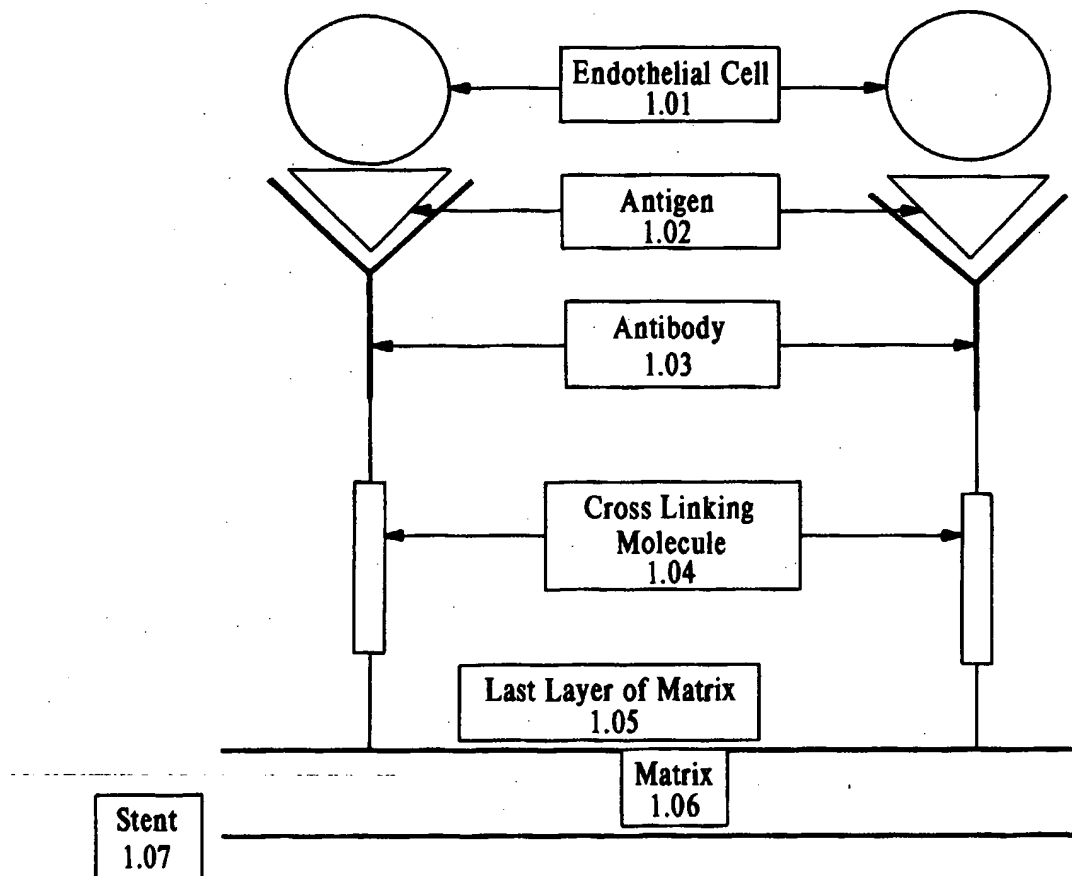 Endothelial Cell
1.01
Antigen
1.02
Antibody
1.03
Cross Linking
Molecule
1.04
Last Layer of Matrix
1.05
Matrix
1.06
Stent
1.07